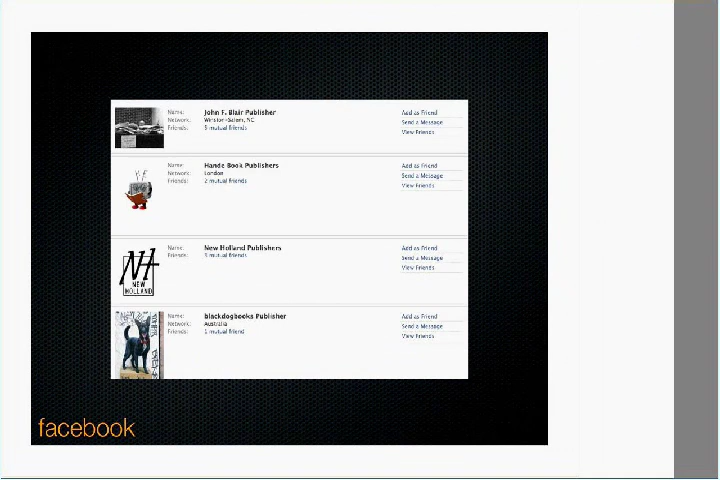 Name: John F. Blair Publisher Add as Friend
Network: Winston-Salem, NC Send a Message
Friends: 5 mutual friends View Friends
Name: Hande Book Publishers Add as Friend
Network: London Send a Message
Friends: 2 mutual friends View Friends
Name: New Holland Publishers Add as Friend
Friends: 3 mutual friends Send a Message
View Friends
NH
NEW
HOLLAND
Name: blackdogbooks Publisher Add as Friend
Network: Australia Send a Message
Friends: 1 mutual friend View Friends
facebook